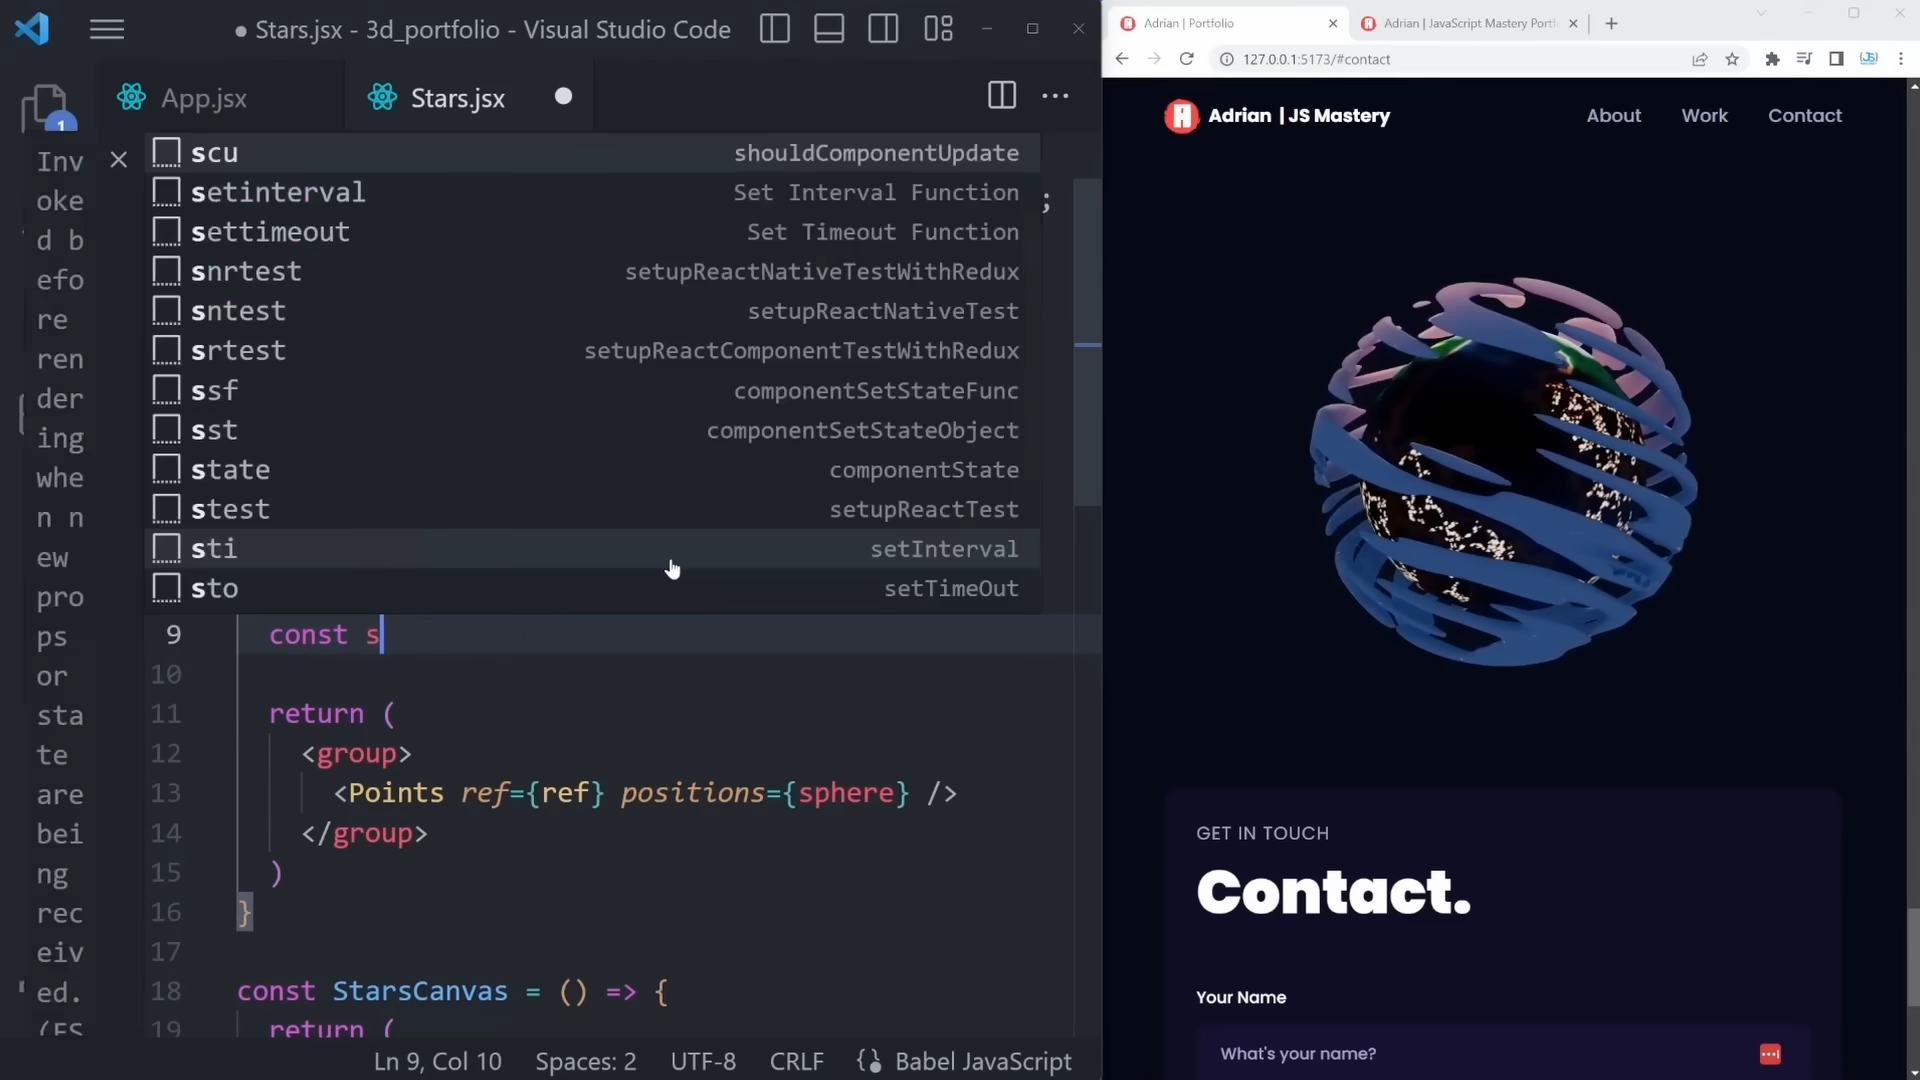 Stars.jsx - 3d_portfolio - Visual Studio Code
App.jsx
Stars.jsx
1
Inv
oke
d b
efo
re
ren
der
ing
whe
n n
ew
pro
ps
or
sta
te
are
bei
ng
rec
eiv
ed.
(ES
scu shouldComponentUpdate
setinterval Set Interval Function
;
settimeout Set Timeout Function
snrtest setupReactNativeTestWithRedux
sntest setupReactNativeTest
srtest setupReactComponentTestWithRedux
ssf componentSetStateFunc
sst componentSetStateObject
state componentState
stest setupReactTest
sti setInterval
sto setTimeOut
9 const s
10
11 return (
12 <group>
13 <Points ref={ref} positions={sphere} />
14 </group>
15 )
16 }
17
18 const StarsCanvas = () => {
19 return (
Ln 9, Col 10 Spaces: 2 UTF-8 CRLF {} Babel JavaScript
Adrian | Portfolio
Adrian | JavaScript Mastery Portf
127.0.0.1:5173/#contact
Adrian | JS Mastery
About Work Contact
GET IN TOUCH
Contact.
Your Name
What's your name?